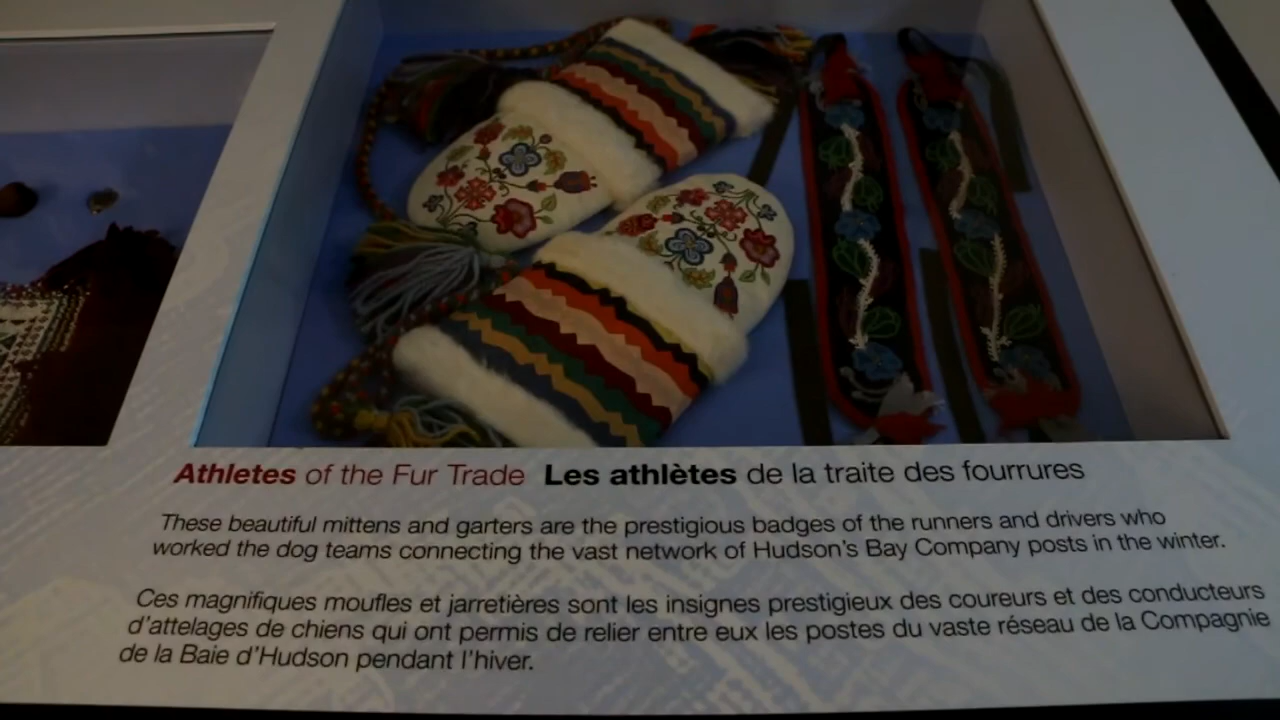 Athletes of the Fur Trade Les athlètes de la traite des fourrures
These beautiful mittens and garters are the prestigious badges of the runners and drivers who
worked the dog teams connecting the vast network of Hudson's Bay Company posts in the winter.
Ces magnifiques moufles et jarretières sont les insignes prestigieux des coureurs et des conducteurs
d'attelages de chiens qui ont permis de relier entre eux les postes du vaste réseau de la Compagnie
de la Baie d'Hudson pendant l'hiver.